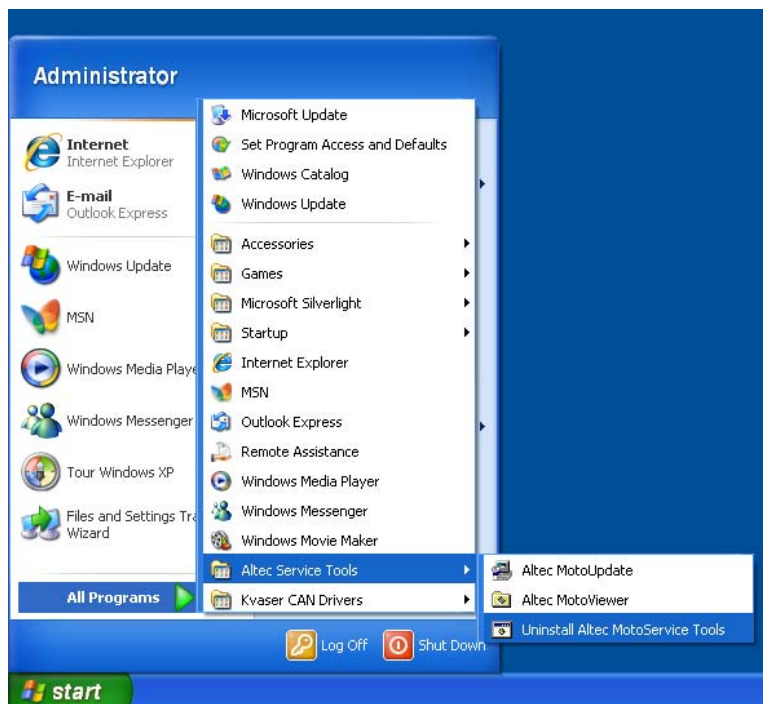 Administrator
Internet
Internet Explorer
E-mail
Outlook Express
Windows Update
MSN
Windows Media Playe
Windows Messenger
Tour Windows XP
Files and Settings Tra
Wizard
All Programs
Microsoft Update
Set Program Access and Defaults
Windows Catalog
Windows Update
Accessories
Games
Microsoft Silverlight
Startup
Internet Explorer
MSN
Outlook Express
Remote Assistance
Windows Media Player
Windows Messenger
Windows Movie Maker
Altec Service Tools
Kvaser CAN Drivers
Altec MotoUpdate
Altec MotoViewer
Uninstall Altec MotoService Tools
Log Off
Shut Down
start